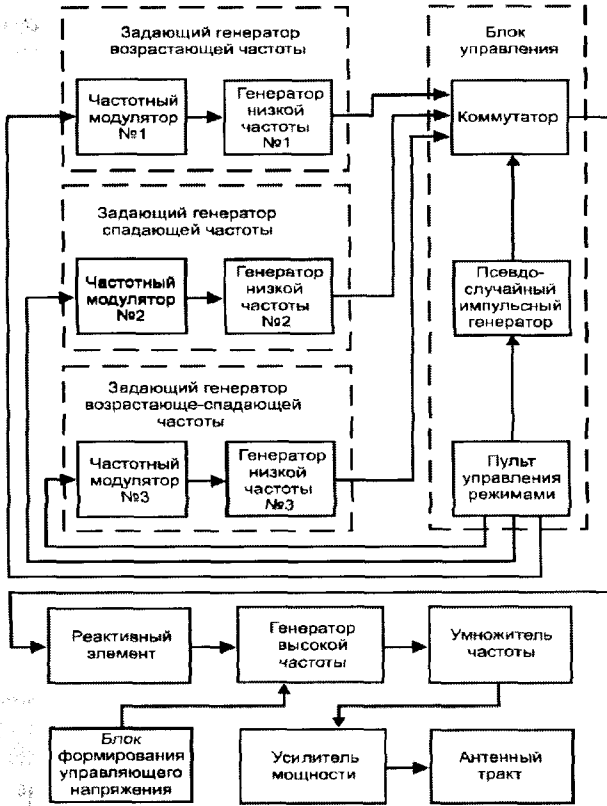 Задающий генератор
возрастающей частоты
Частотный
модулятор
№1
Генератор
низкой
частоты
№1
Блок
управления
Коммутатор
Задающий генератор
спадающей частоты
Частотный
модулятор
№2
Генератор
низкой
частоты
№2
Псевдо-
случайный
импульсный
генератор
Задающий генератор
возрастающе-спадающей
частоты
Частотный
модулятор
№3
Генератор
низкой
частоты
№3
Пульт
управления
режимами
Реактивный
элемент
Генератор
высокой
частоты
Умножитель
частоты
Блок
формирования
управляющего
напряжения
Усилитель
мощности
Антенный
тракт